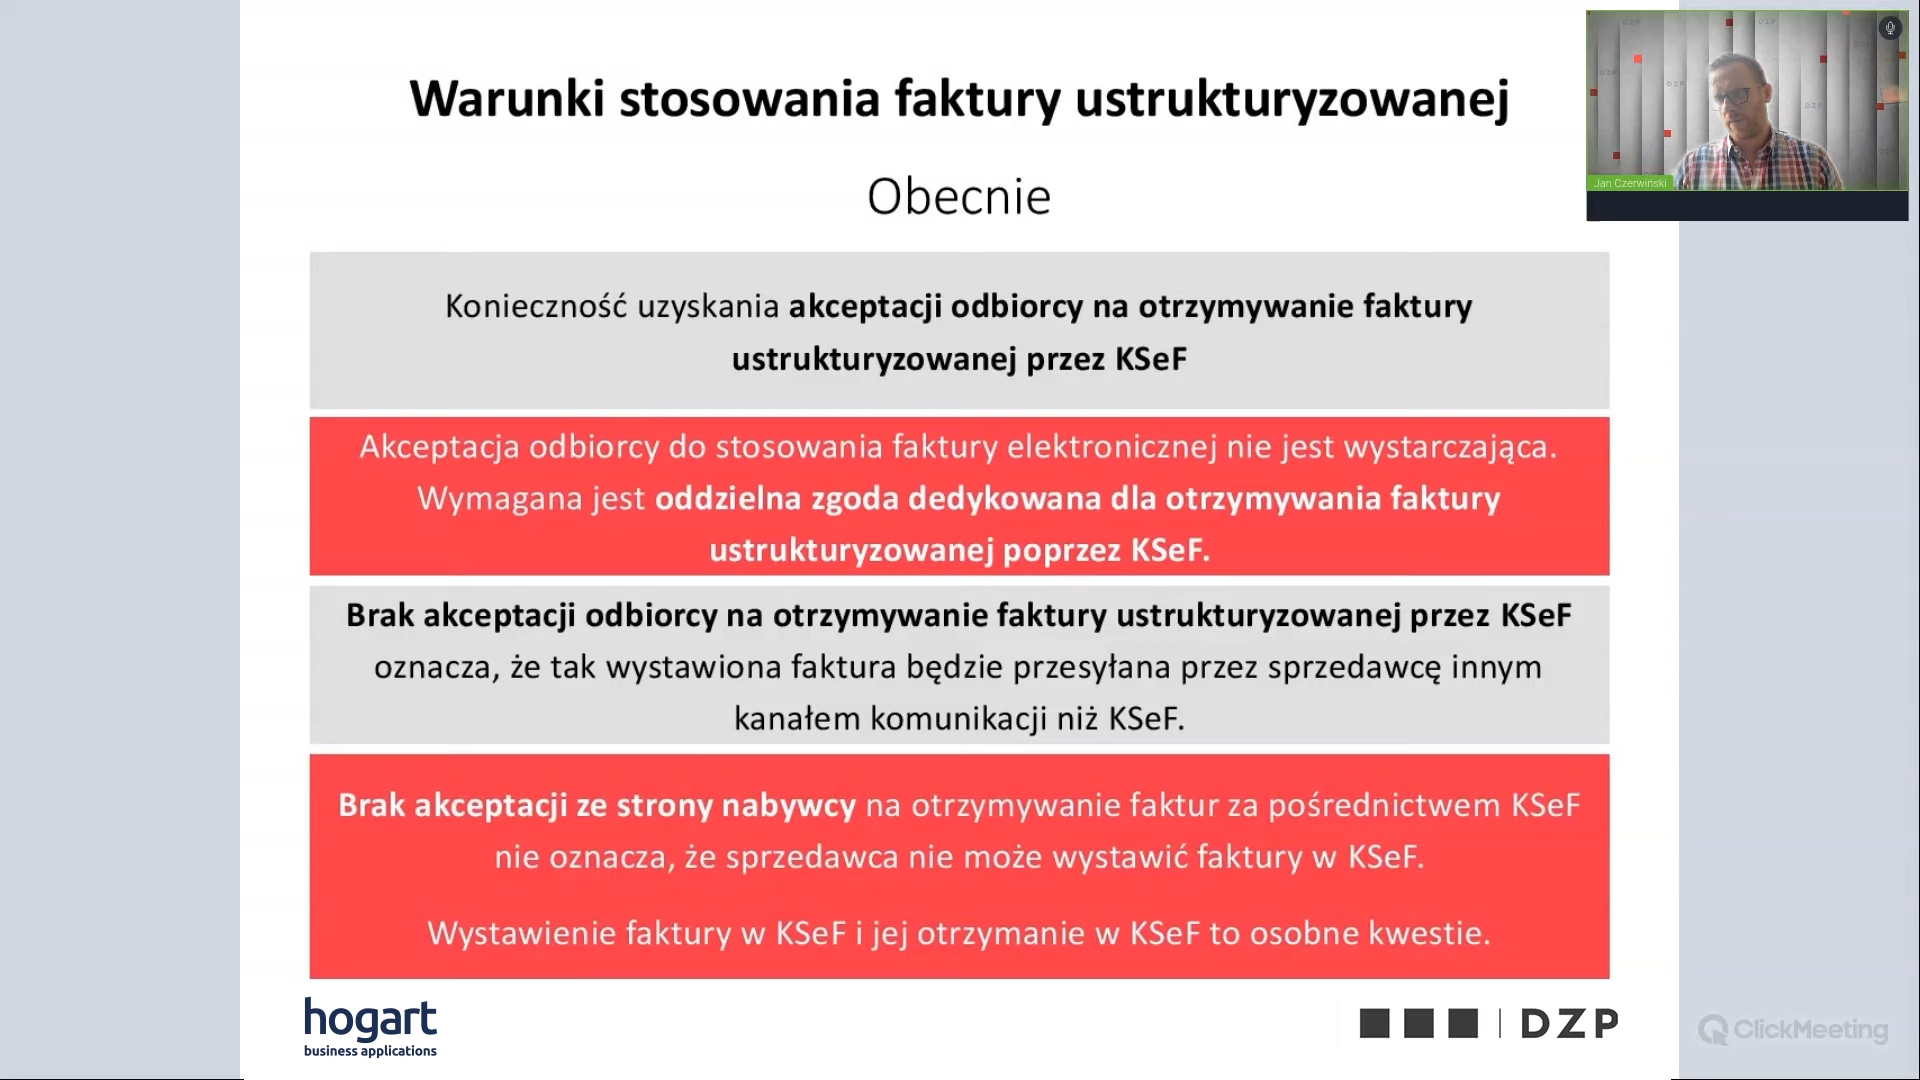 Warunki stosowania faktury ustrukturyzowanej
Obecnie
Konieczność uzyskania akceptacji odbiorcy na otrzymywanie faktury
ustrukturyzowanej przez KSeF
Akceptacja odbiorcy do stosowania faktury elektronicznej nie jest wystarczająca.
Wymagana jest oddzielna zgoda dedykowana dla otrzymywania faktury
ustrukturyzowanej poprzez KSeF.
Brak akceptacji odbiorcy na otrzymywanie faktury ustrukturyzowanej przez KSeF
oznacza, że tak wystawiona faktura będzie przesyłana przez sprzedawcę innym
kanałem komunikacji niż KSeF.
Brak akceptacji ze strony nabywcy na otrzymywanie faktur za pośrednictwem KSeF
nie oznacza, że sprzedawca nie może wystawić faktury w KSeF.
Wystawienie faktury w KSeF i jej otrzymanie w KSeF to osobne kwestie.
hogart
business applications
DZP
ClickMeeting
Jan Czerwiński
DZP
DZP
DZP
DZP